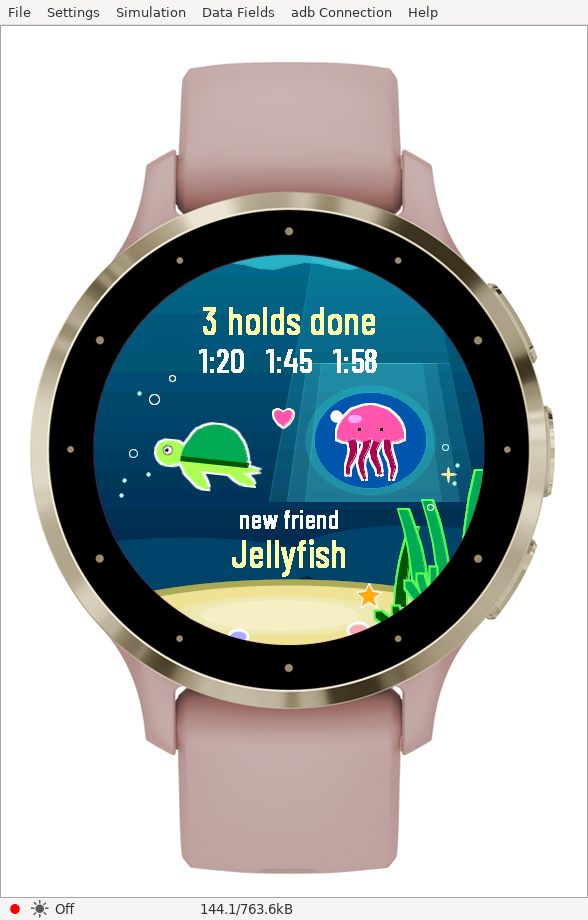 File Settings Simulation Data Fields adb Connection Help
3 holds done
1:20 1:45 1:58
new friend
Jellyfish
Off 144.1/763.6kB